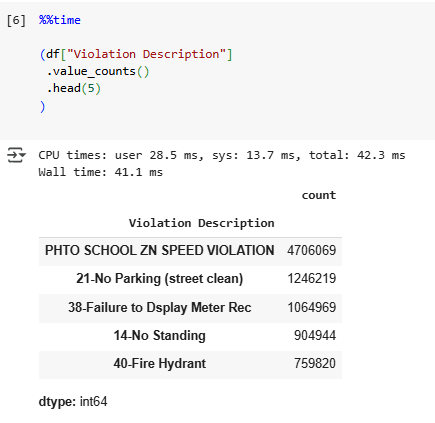 [6] %%time
(df["Violation Description"]
.value_counts()
.head(5)
)
CPU times: user 28.5 ms, sys: 13.7 ms, total: 42.3 ms
Wall time: 41.1 ms
count
Violation Description
PHTO SCHOOL ZN SPEED VIOLATION 4706069
21-No Parking (street clean) 1246219
38-Failure to Dsplay Meter Rec 1064969
14-No Standing 904944
40-Fire Hydrant 759820
dtype: int64